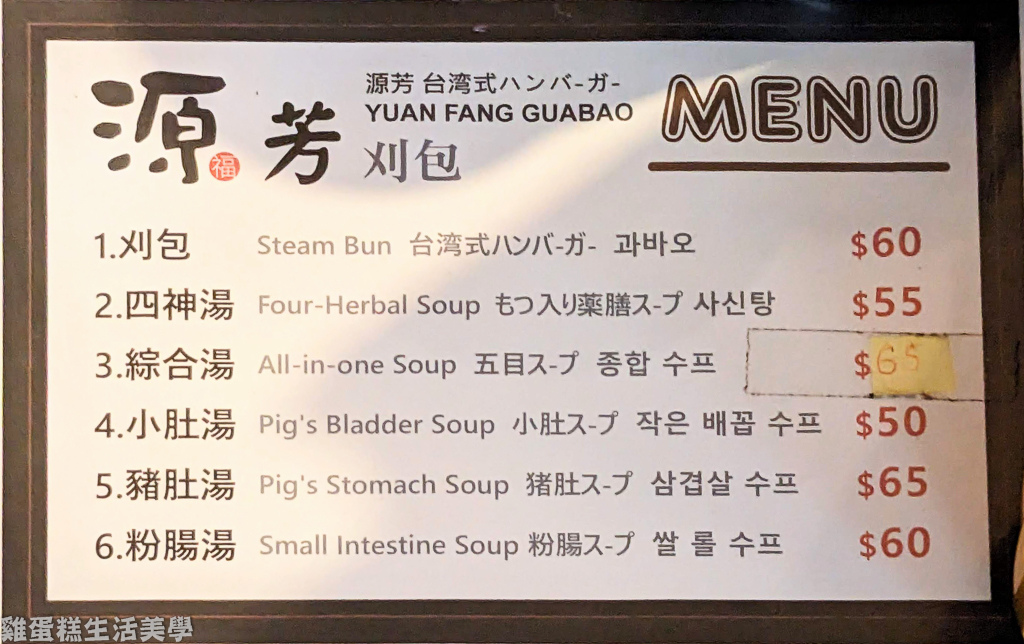 源芳 福
源芳 台湾式ハンバ-ガ-
YUAN FANG GUABAO
刈包
MENU
1.刈包 Steam Bun 台湾式ハンバ-ガ- 과바오 $60
2.四神湯 Four-Herbal Soup もつ入り薬膳ス-プ 사신탕 $55
3.綜合湯 All-in-one Soup 五目ス-プ 종합 수프 $65
4.小肚湯 Pig's Bladder Soup 小肚ス-プ 작은 배꼽 수프 $50
5.豬肚湯 Pig's Stomach Soup 猪肚ス-プ 삼겹살 수프 $65
6.粉腸湯 Small Intestine Soup 粉腸ス-プ 쌀 롤 수프 $60
雞蛋糕生活美學